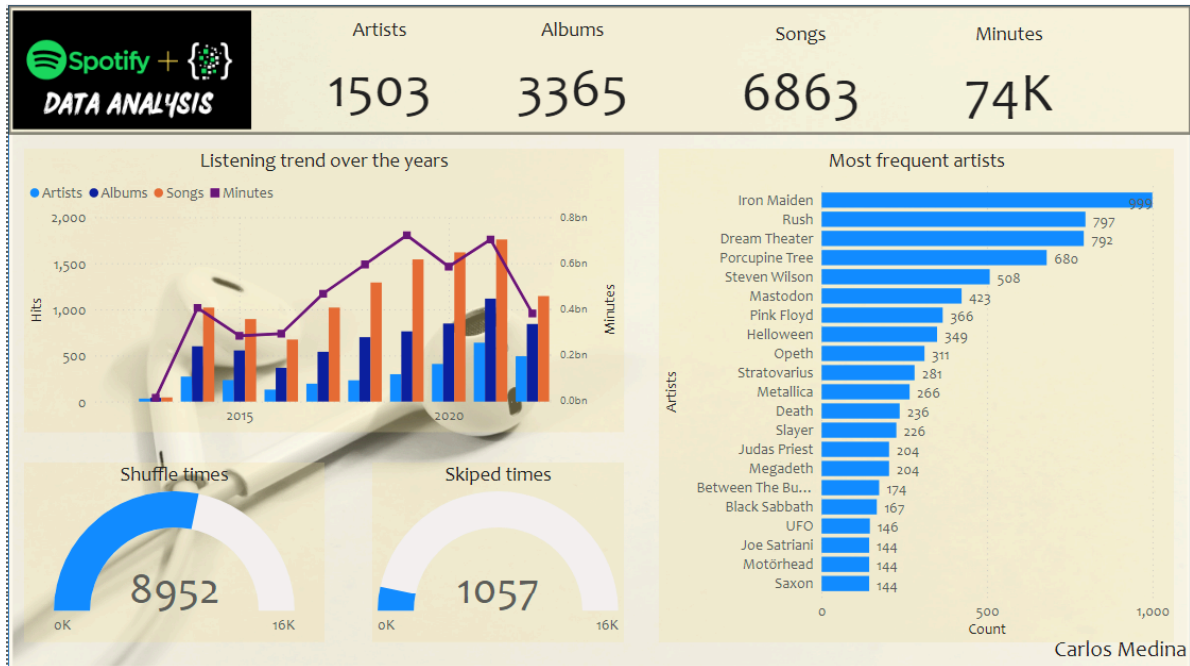 Spotify + {}
DATA ANALYSIS
Artists
1503
Albums
3365
Songs
6863
Minutes
74K
Listening trend over the years
Artists Albums Songs Minutes
Hits
2,000
1,500
1,000
500
0
0.8bn
0.6bn
0.4bn
0.2bn
0.0bn
Minutes
2015 2020
Shuffle times
8952
0K 16K
Skiped times
1057
0K 16K
Most frequent artists
Artists
Iron Maiden 999
Rush 797
Dream Theater 792
Porcupine Tree 680
Steven Wilson 508
Mastodon 423
Pink Floyd 366
Helloween 349
Opeth 311
Stratovarius 281
Metallica 266
Death 236
Slayer 226
Judas Priest 204
Megadeth 204
Between The Bu... 174
Black Sabbath 167
UFO 146
Joe Satriani 144
Motörhead 144
Saxon 144
0 500 1,000
Count
Carlos Medina